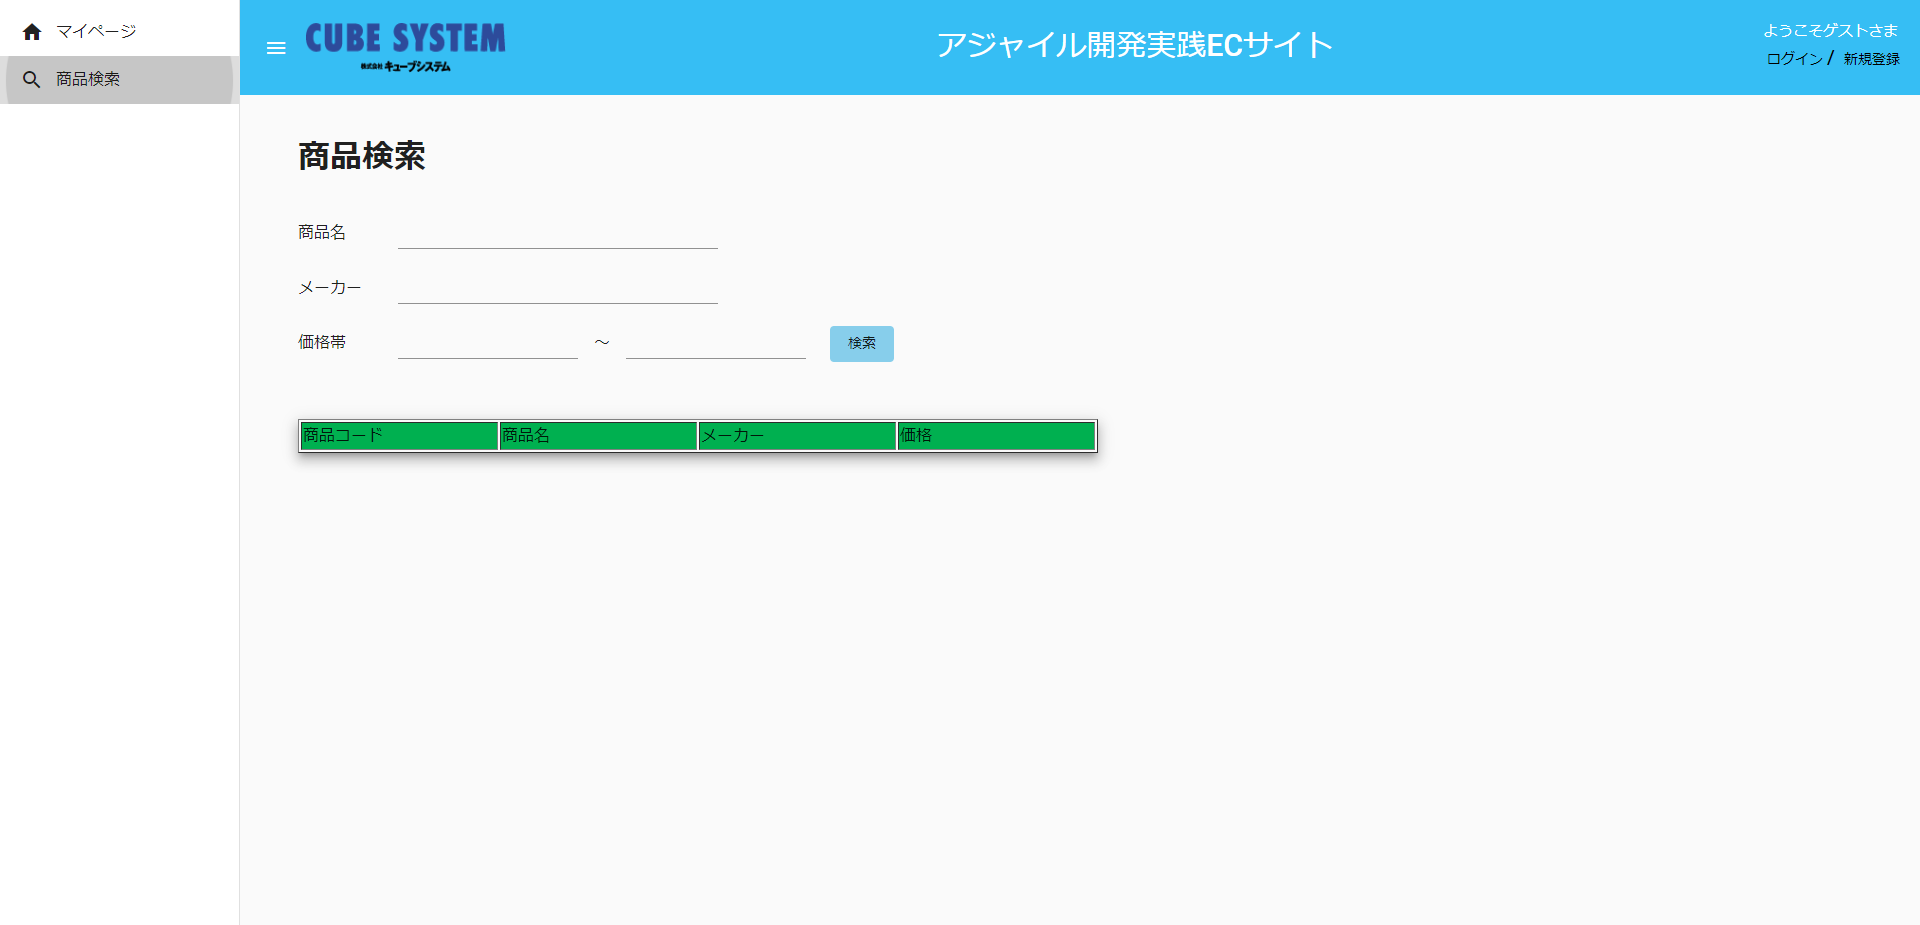 マイページ
商品検索
CUBE SYSTEM
株式会社 キューブシステム
アジャイル開発実践ECサイト
ようこそゲストさま
ログイン / 新規登録
商品検索
商品名
メーカー
価格帯 ～ 検索
商品コード 商品名 メーカー 価格